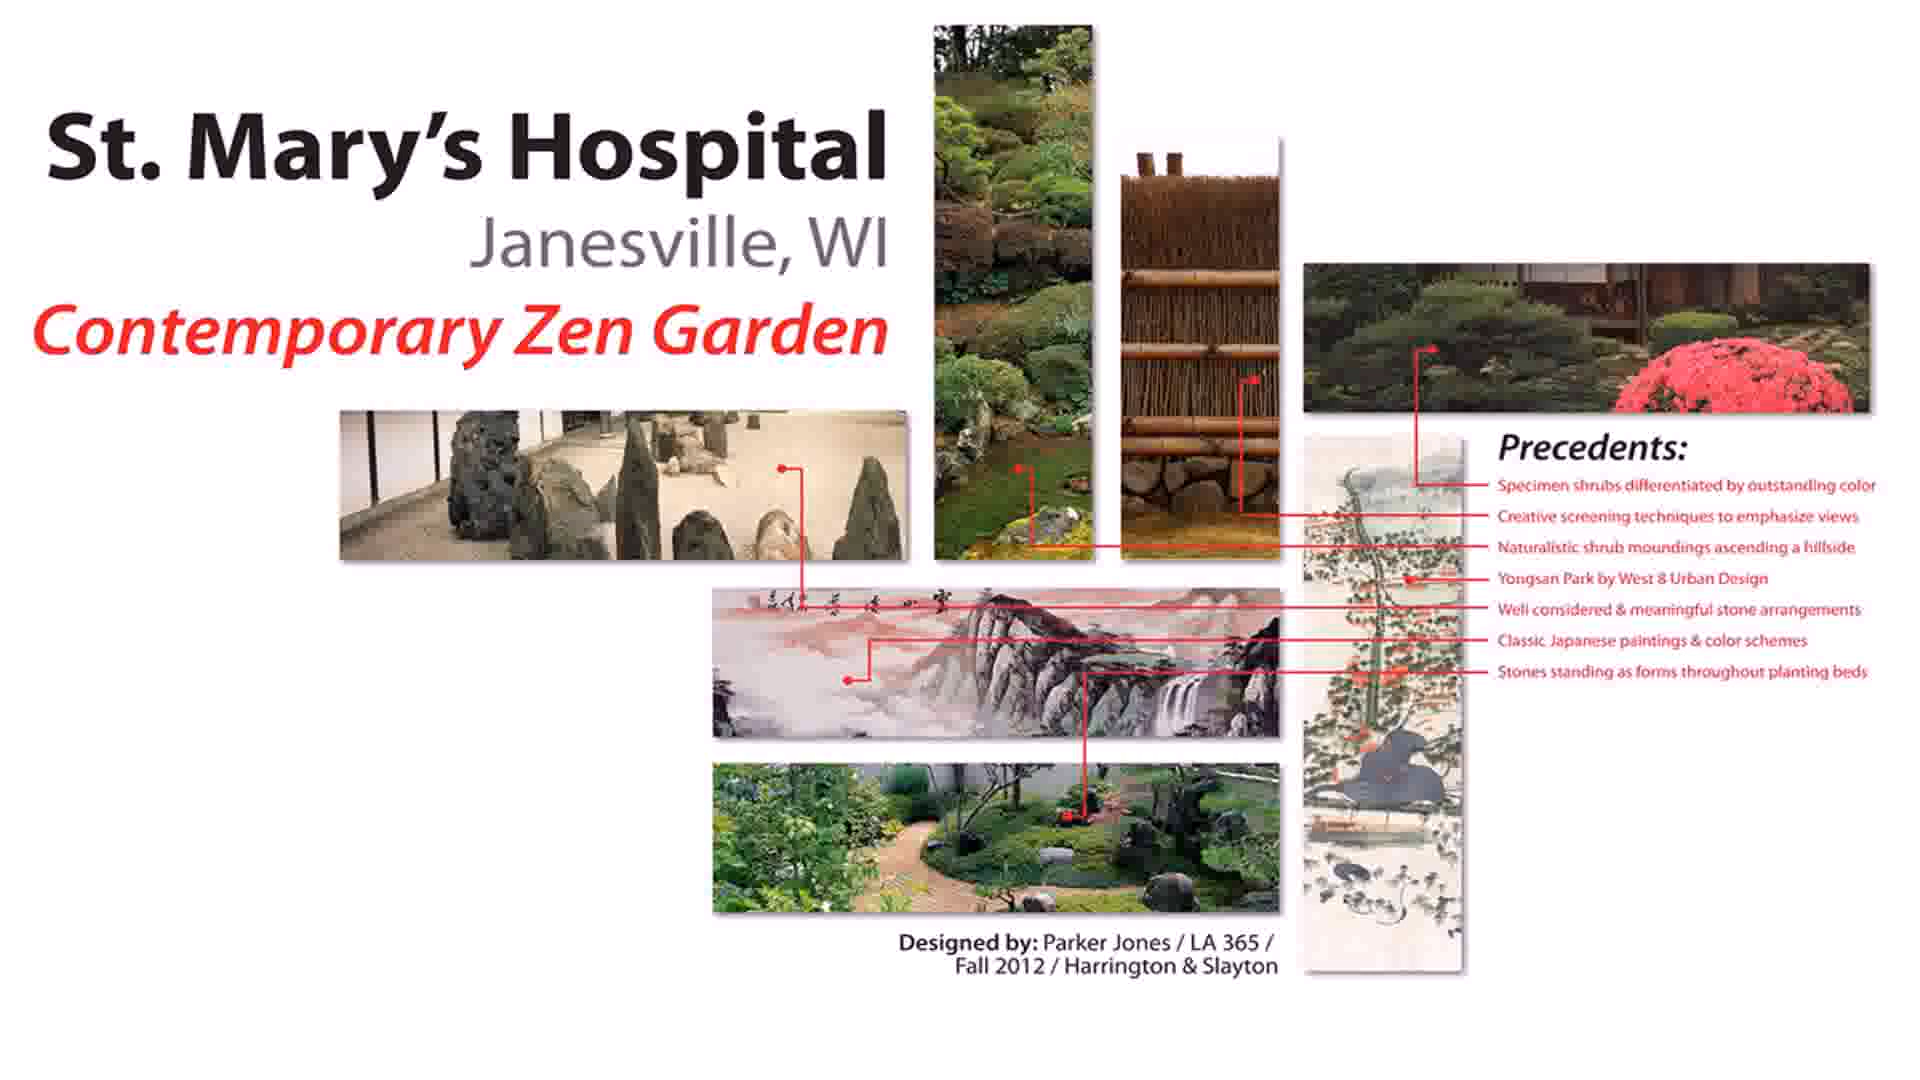 St. Mary’s Hospital
Janesville, WI
Contemporary Zen Garden
Precedents:
Specimen shrubs differentiated by outstanding color
Creative screening techniques to emphasize views
Naturalistic shrub moundings ascending a hillside
Yongsan Park by West 8 Urban Design
Well considered & meaningful stone arrangements
Classic Japanese paintings & color schemes
Stones standing as forms throughout planting beds
Designed by: Parker Jones / LA 365 /
Fall 2012 / Harrington & Slayton